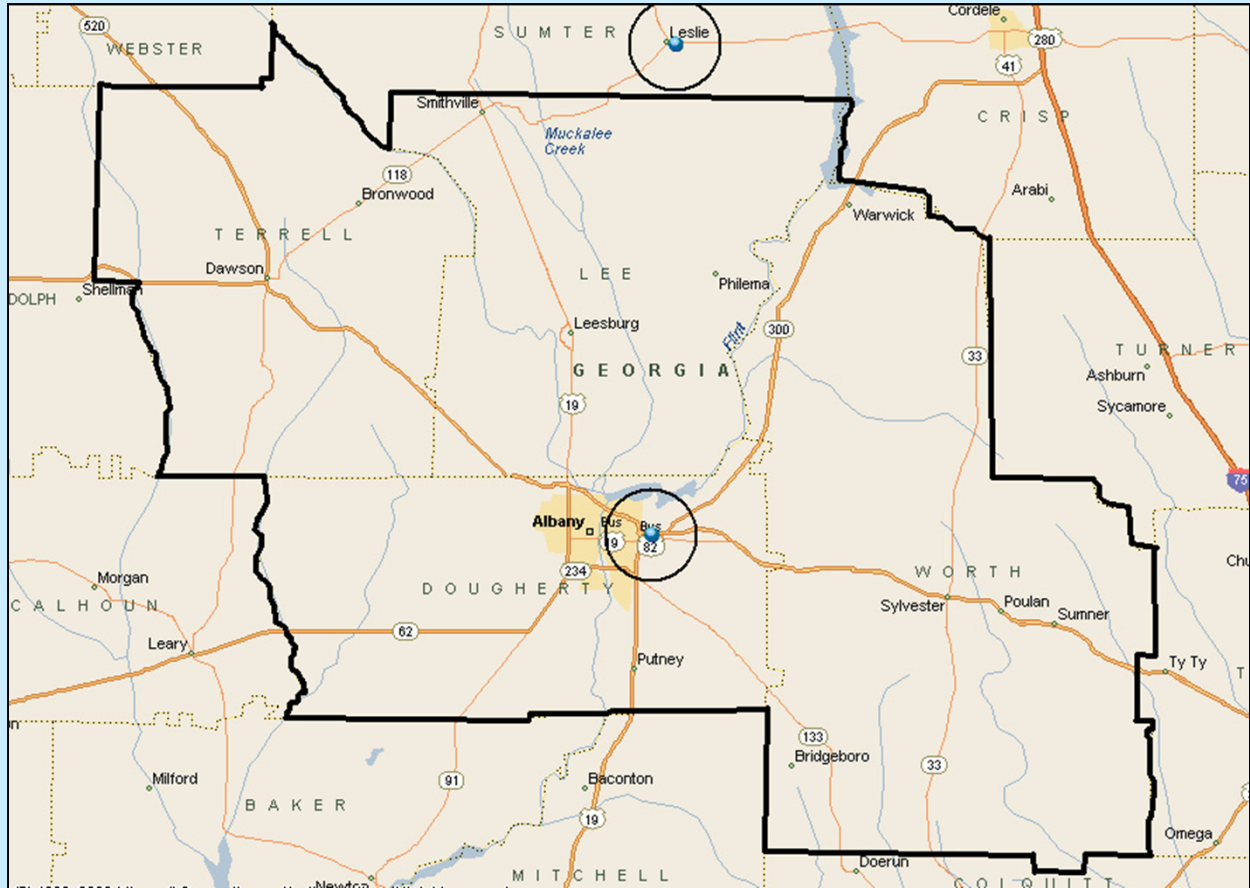 Cordele
520
SUMTER
Leslie
WEBSTER
280
41
Smithville
CRISP
Muckalee
Creek
118
Bronwood
Arabi
Warwick
TERRELL
Dawson
LEE
Philema
DOLPH
Shellman
Leesburg
Flint
300
GEORGIA
33
TURNER
Ashburn
19
Sycamore
75
Albany
Bus
19
Bus
82
234
Morgan
DOUGHERTY
WORTH
CALHOUN
Sylvester
Poulan
Sumner
62
Leary
Putney
Ty Ty
T
133
Bridgeboro
33
91
Milford
Baconton
BAKER
19
Omega
Doerun
Newton
MITCHELL
COLQUITT